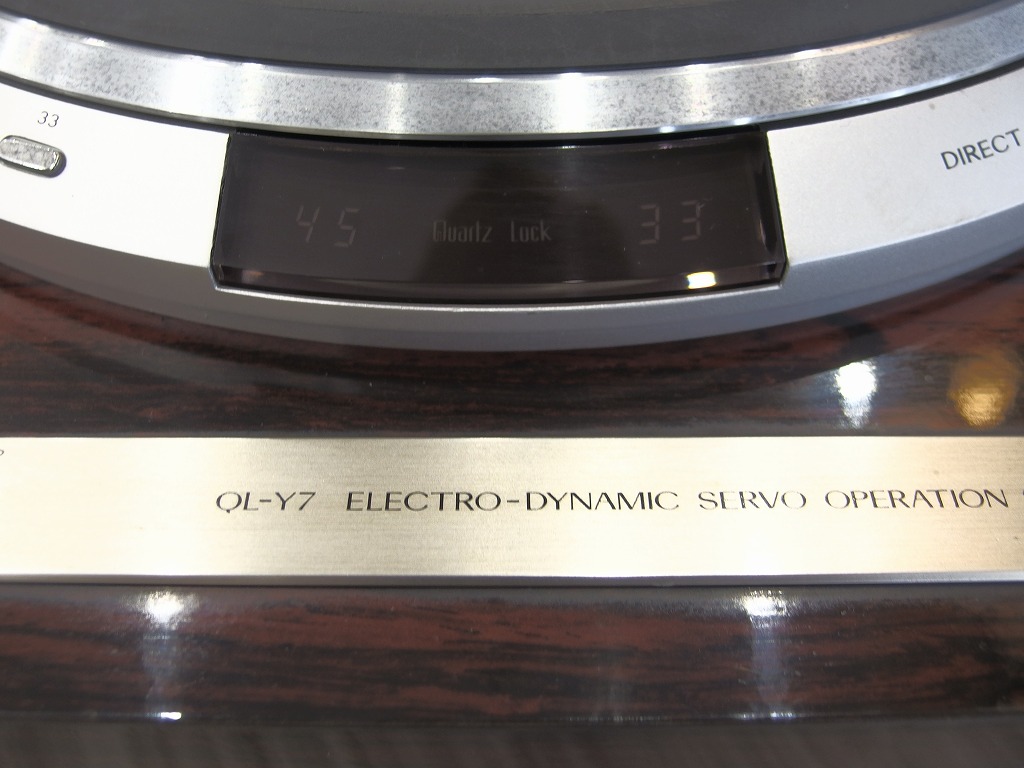 33
DIRECT
45 Quartz Lock 33
QL-Y7 ELECTRO-DYNAMIC SERVO OPERATION